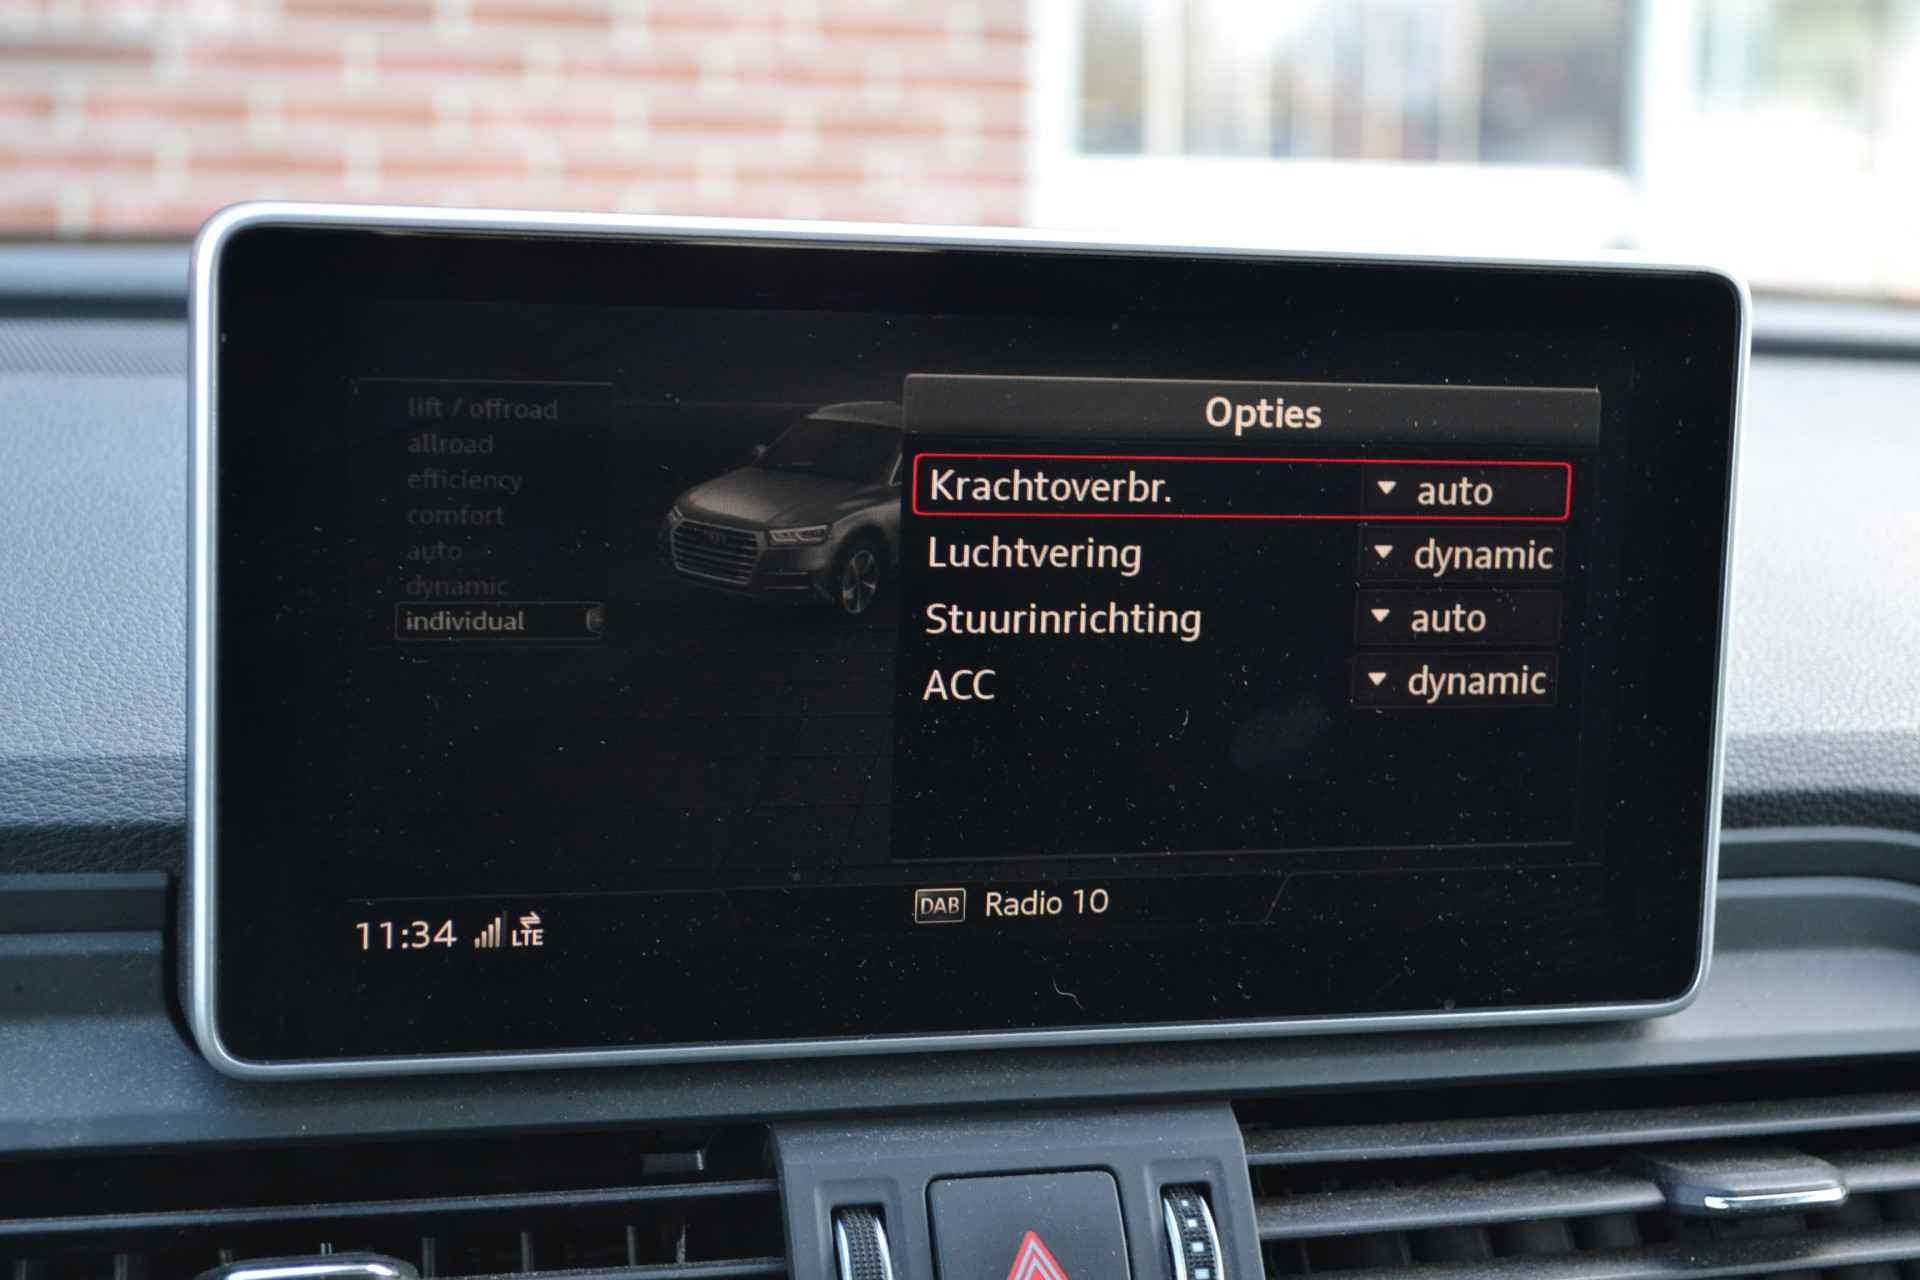 lift / offroad
allroad
efficiency
comfort
auto
dynamic
individual
Opties
Krachtoverbr. auto
Luchtvering dynamic
Stuurinrichting auto
ACC dynamic
11:34 LTE
DAB Radio 10